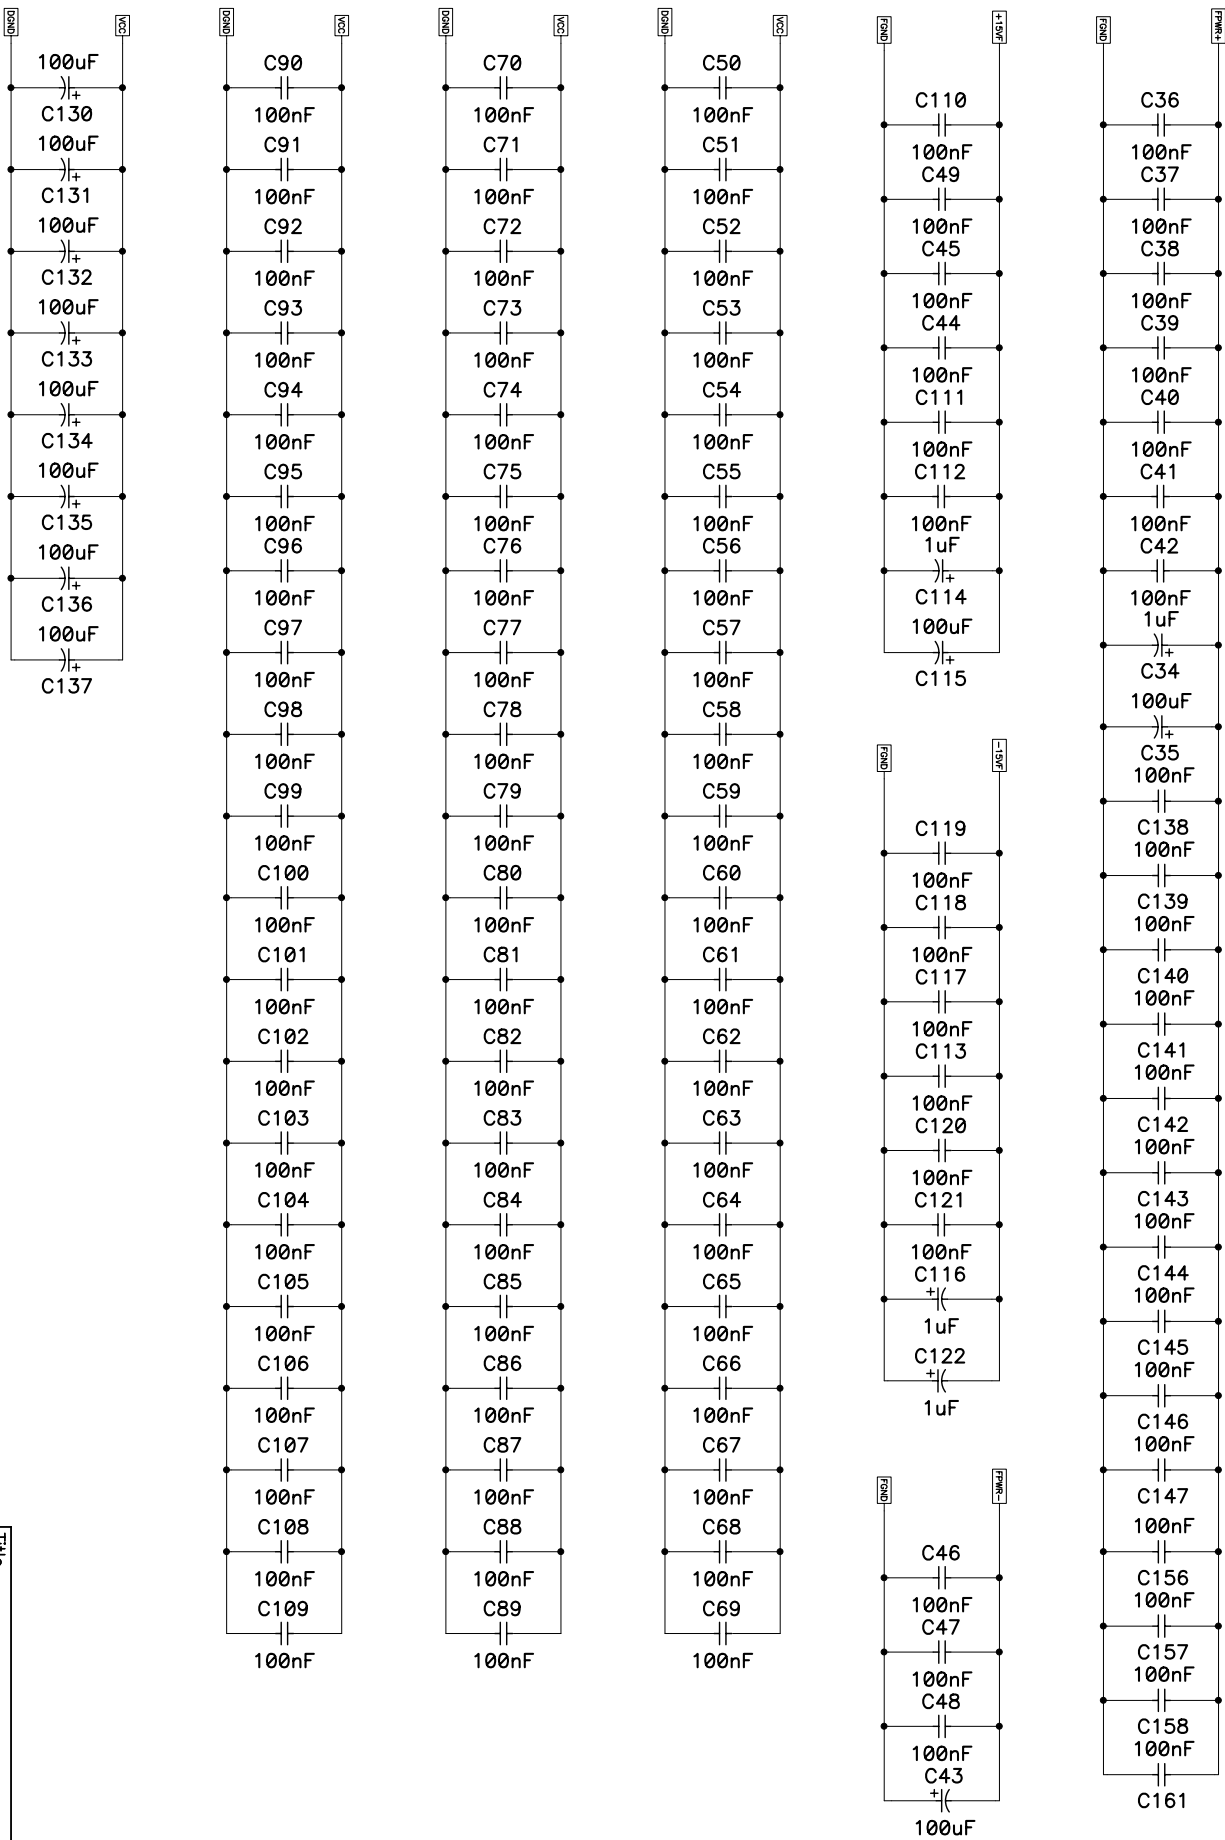 DGND
VCC
100uF
C130
100uF
C131
100uF
C132
100uF
C133
100uF
C134
100uF
C135
100uF
C136
100uF
C137
DGND
VCC
C90
100nF
C91
100nF
C92
100nF
C93
100nF
C94
100nF
C95
100nF
C96
100nF
C97
100nF
C98
100nF
C99
100nF
C100
100nF
C101
100nF
C102
100nF
C103
100nF
C104
100nF
C105
100nF
C106
100nF
C107
100nF
C108
100nF
C109
100nF
DGND
VCC
C70
100nF
C71
100nF
C72
100nF
C73
100nF
C74
100nF
C75
100nF
C76
100nF
C77
100nF
C78
100nF
C79
100nF
C80
100nF
C81
100nF
C82
100nF
C83
100nF
C84
100nF
C85
100nF
C86
100nF
C87
100nF
C88
100nF
C89
100nF
DGND
VCC
C50
100nF
C51
100nF
C52
100nF
C53
100nF
C54
100nF
C55
100nF
C56
100nF
C57
100nF
C58
100nF
C59
100nF
C60
100nF
C61
100nF
C62
100nF
C63
100nF
C64
100nF
C65
100nF
C66
100nF
C67
100nF
C68
100nF
C69
100nF
FGND
+15VF
C110
100nF
C49
100nF
C45
100nF
C44
100nF
C111
100nF
C112
100nF
1uF
C114
100uF
C115
FGND
-15VF
C119
100nF
C118
100nF
C117
100nF
C113
100nF
C120
100nF
C121
100nF
C116
1uF
C122
1uF
FGND
FPWR-
C46
100nF
C47
100nF
C48
100nF
C43
100uF
FGND
FPWR+
C36
100nF
C37
100nF
C38
100nF
C39
100nF
C40
100nF
C41
100nF
C42
100nF
1uF
C34
100uF
C35
100nF
C138
100nF
C139
100nF
C140
100nF
C141
100nF
C142
100nF
C143
100nF
C144
100nF
C145
100nF
C146
100nF
C147
100nF
C156
100nF
C157
100nF
C158
100nF
C161